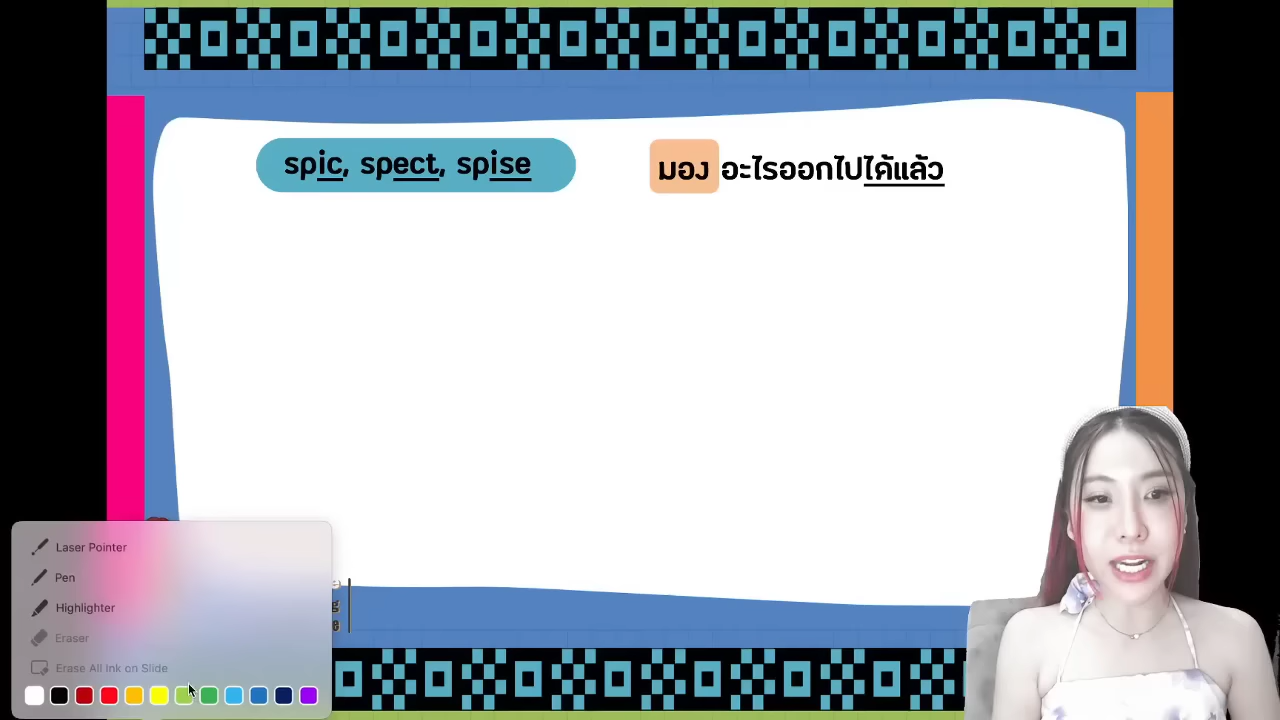 spic, spect, spise
มอง อะไรออกไปได้แล้ว
Laser Pointer
Pen
Highlighter
Eraser
Erase All Ink on Slide